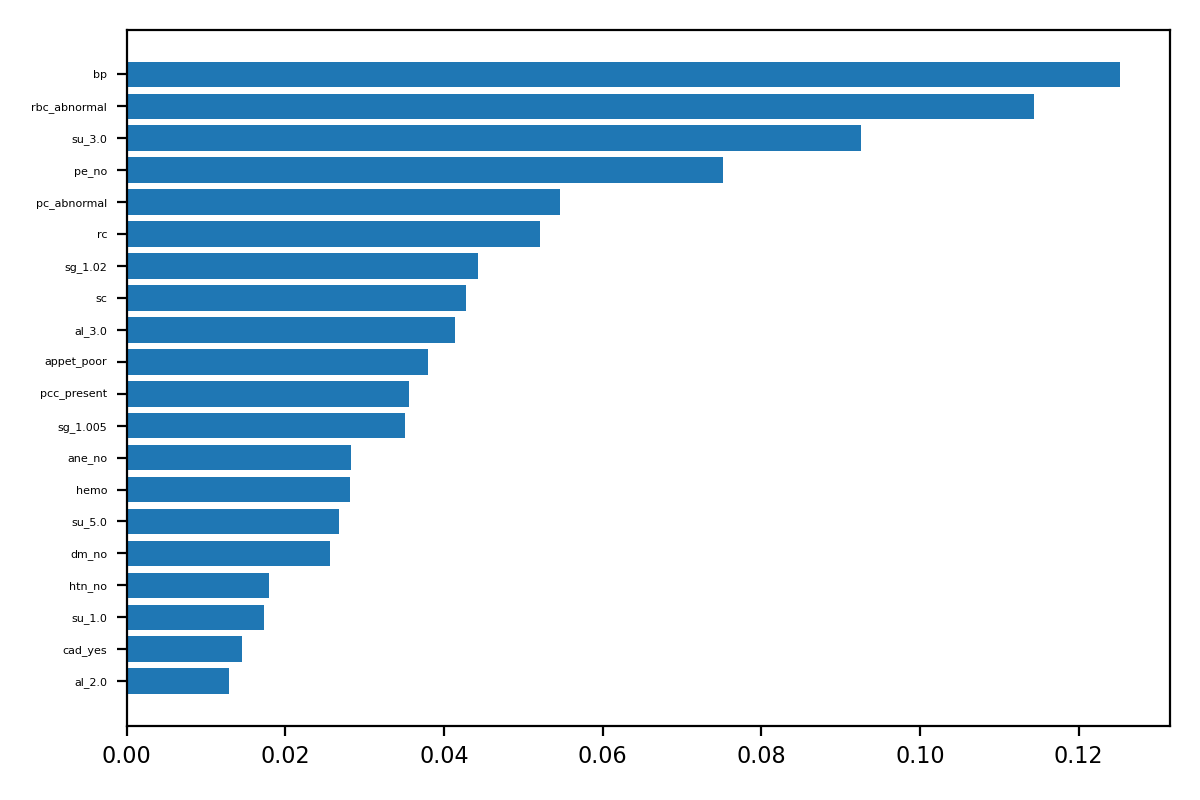 bp
rbc_abnormal
su_3.0
pe_no
pc_abnormal
rc
sg_1.02
sc
al_3.0
appet_poor
pcc_present
sg_1.005
ane_no
hemo
su_5.0
dm_no
htn_no
su_1.0
cad_yes
al_2.0
0.00 0.02 0.04 0.06 0.08 0.10 0.12